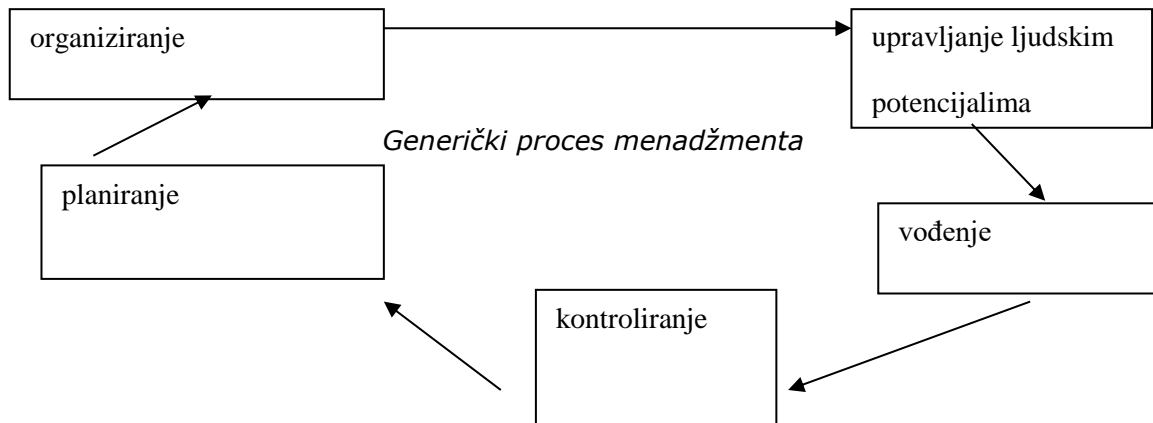 organiziranje
upravljanje ljudskim
potencijalima
Generički proces menadžmenta
planiranje
vođenje
kontroliranje